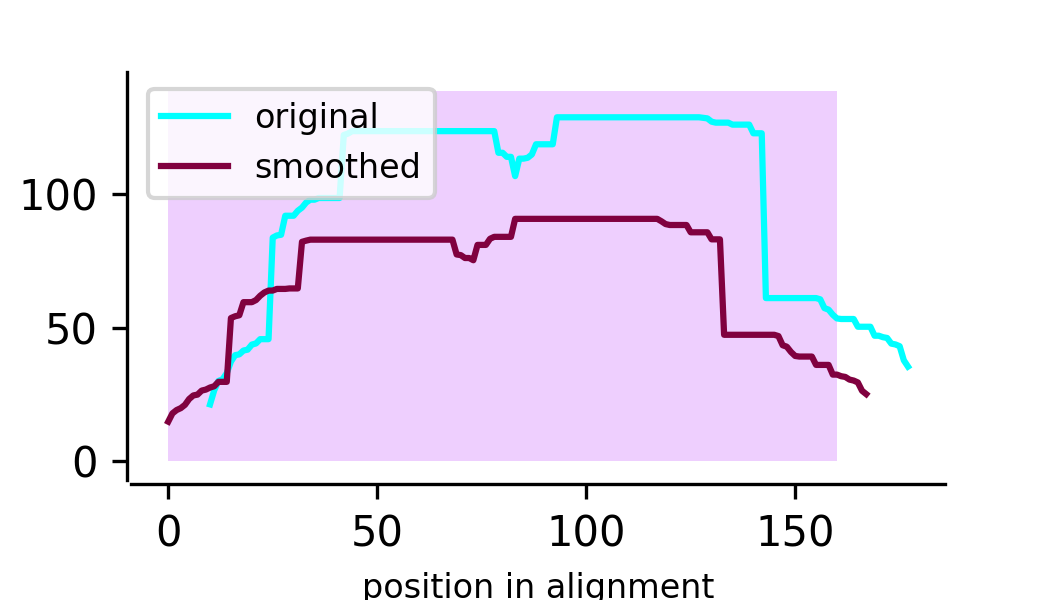 original
smoothed
100
50
0
0 50 100 150
position in alignment